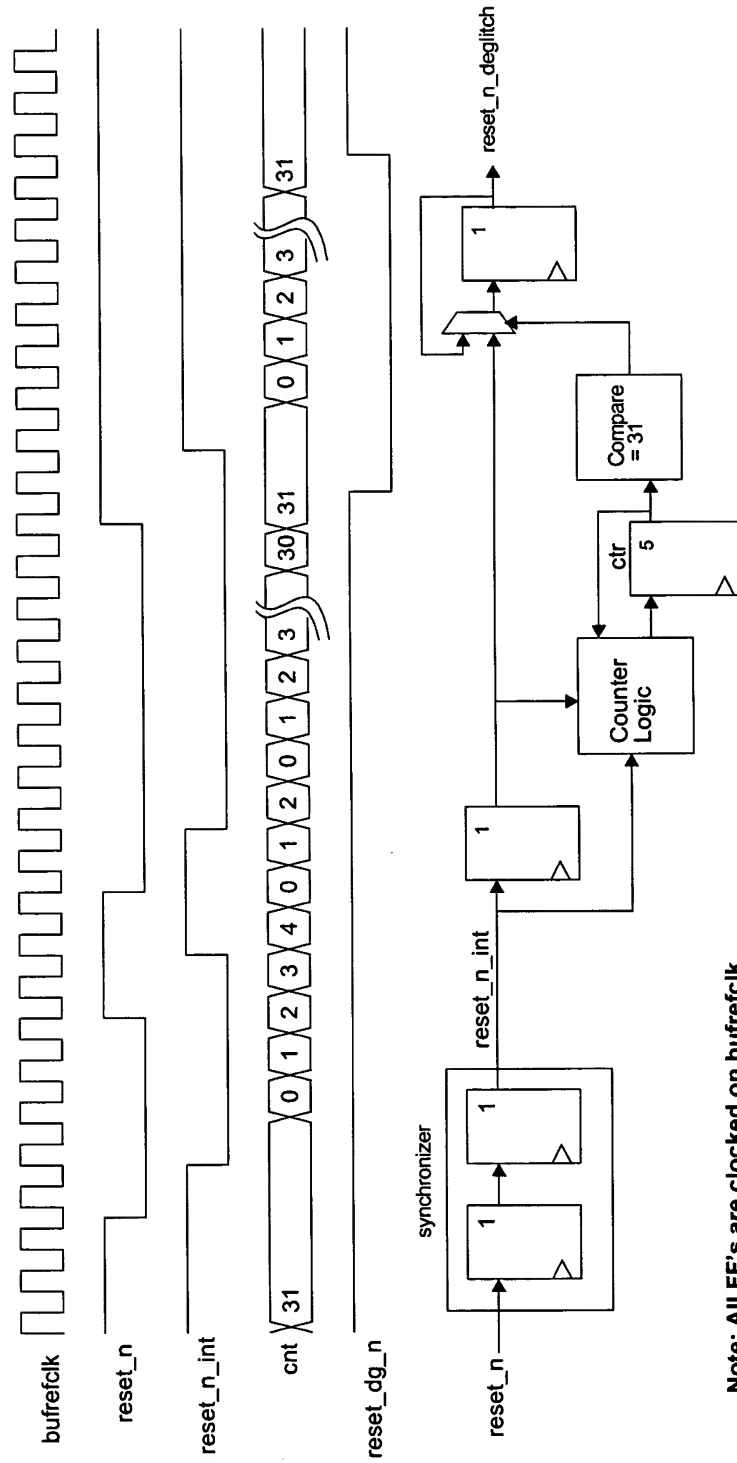 bufrefclk
reset_n
reset_n_int
cnt
31
0 1 2 3 4 0 1 2 0 1 2 3
30 31
0 1 2 3
31
reset_dg_n
synchronizer
reset_n
1
1
reset_n_int
1
Counter
Logic
ctr
5
Compare
= 31
1
reset_n_deglitch
Note: All FF's are clocked on bufrefclk